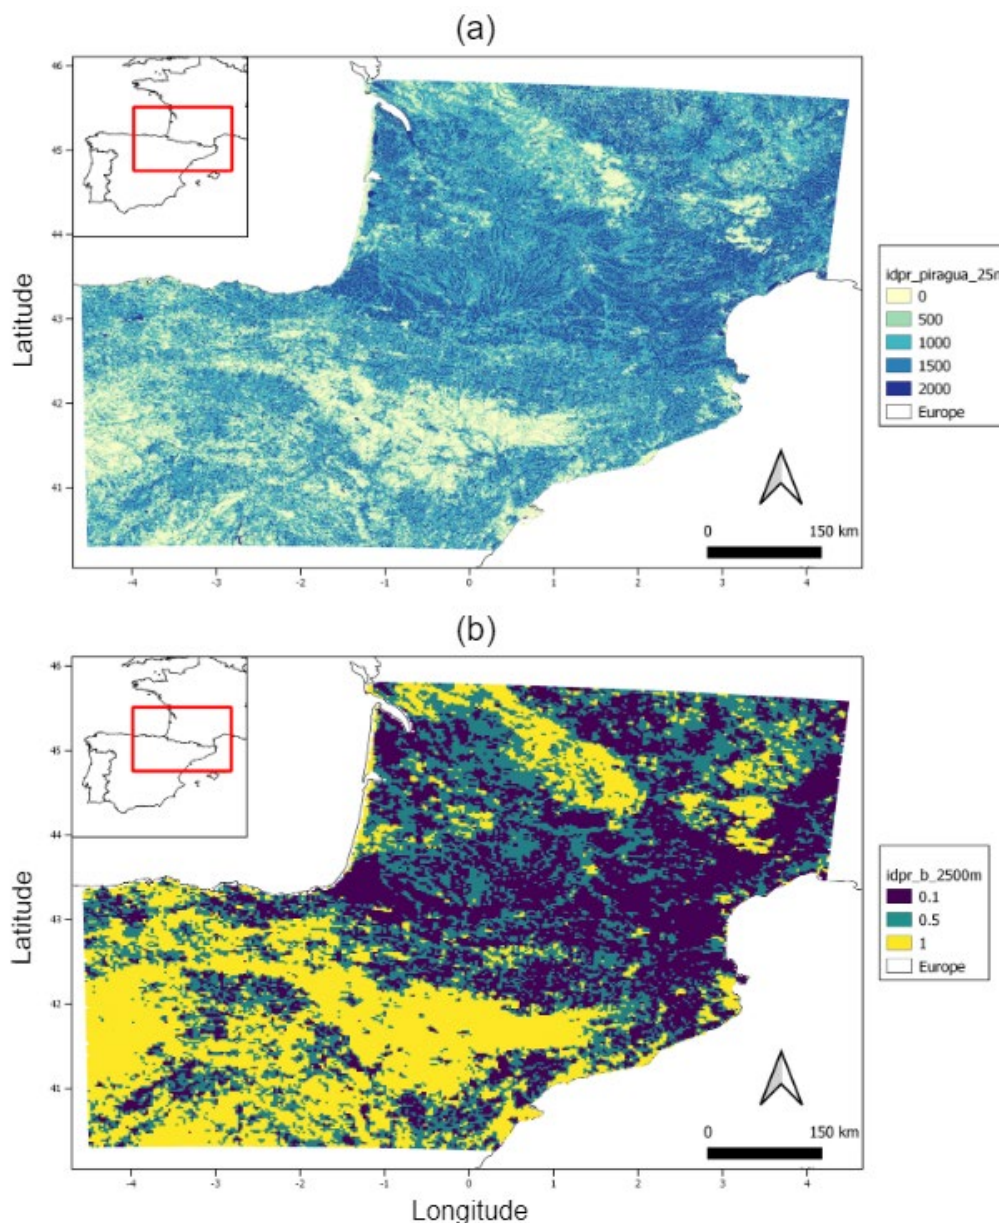 (a)
46
45
44
43
42
41
Latitude
idpr_piragua_25m
0
500
1000
1500
2000
Europe
0 150 km
-4 -3 -2 -1 0 1 2 3 4
(b)
46
45
44
43
42
41
Latitude
idpr_b_2500m
0.1
0.5
1
Europe
0 150 km
-4 -3 -2 -1 0 1 2 3 4
Longitude